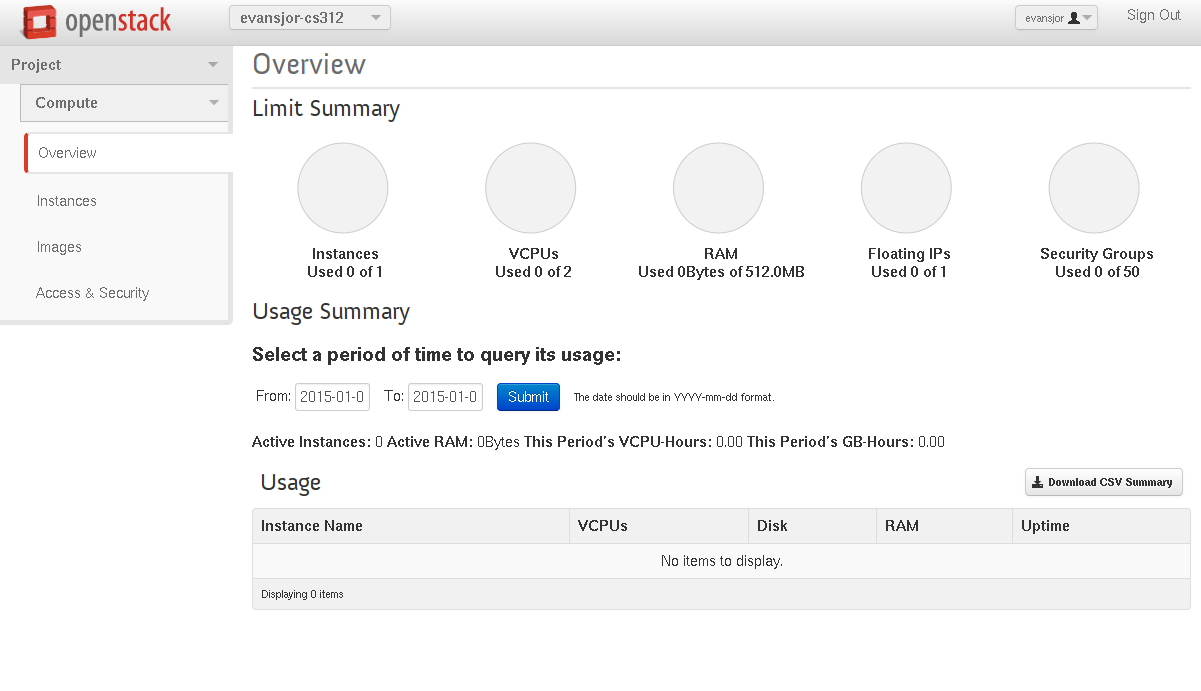 openstack
evansjor-cs312
evansjor
Sign Out
Project
Compute
Overview
Instances
Images
Access & Security
Overview
Limit Summary
Instances
Used 0 of 1
VCPUs
Used 0 of 2
RAM
Used 0Bytes of 512.0MB
Floating IPs
Used 0 of 1
Security Groups
Used 0 of 50
Usage Summary
Select a period of time to query its usage:
From: 2015-01-0 To: 2015-01-0 Submit The date should be in YYYY-mm-dd format.
Active Instances: 0 Active RAM: 0Bytes This Period's VCPU-Hours: 0.00 This Period's GB-Hours: 0.00
Usage
Download CSV Summary
Instance Name VCPUs Disk RAM Uptime
No items to display.
Displaying 0 items